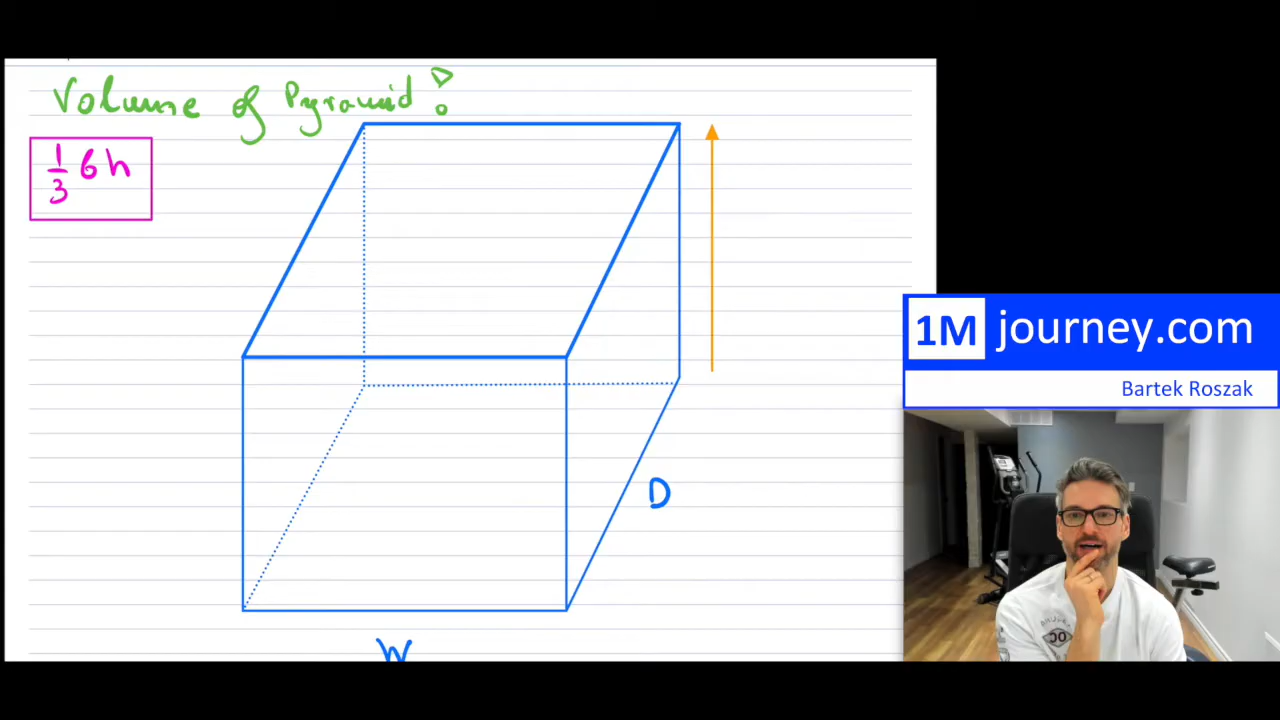 Volume of Pyramid ?
1/3 6h
D
W
1M journey.com
Bartek Roszak